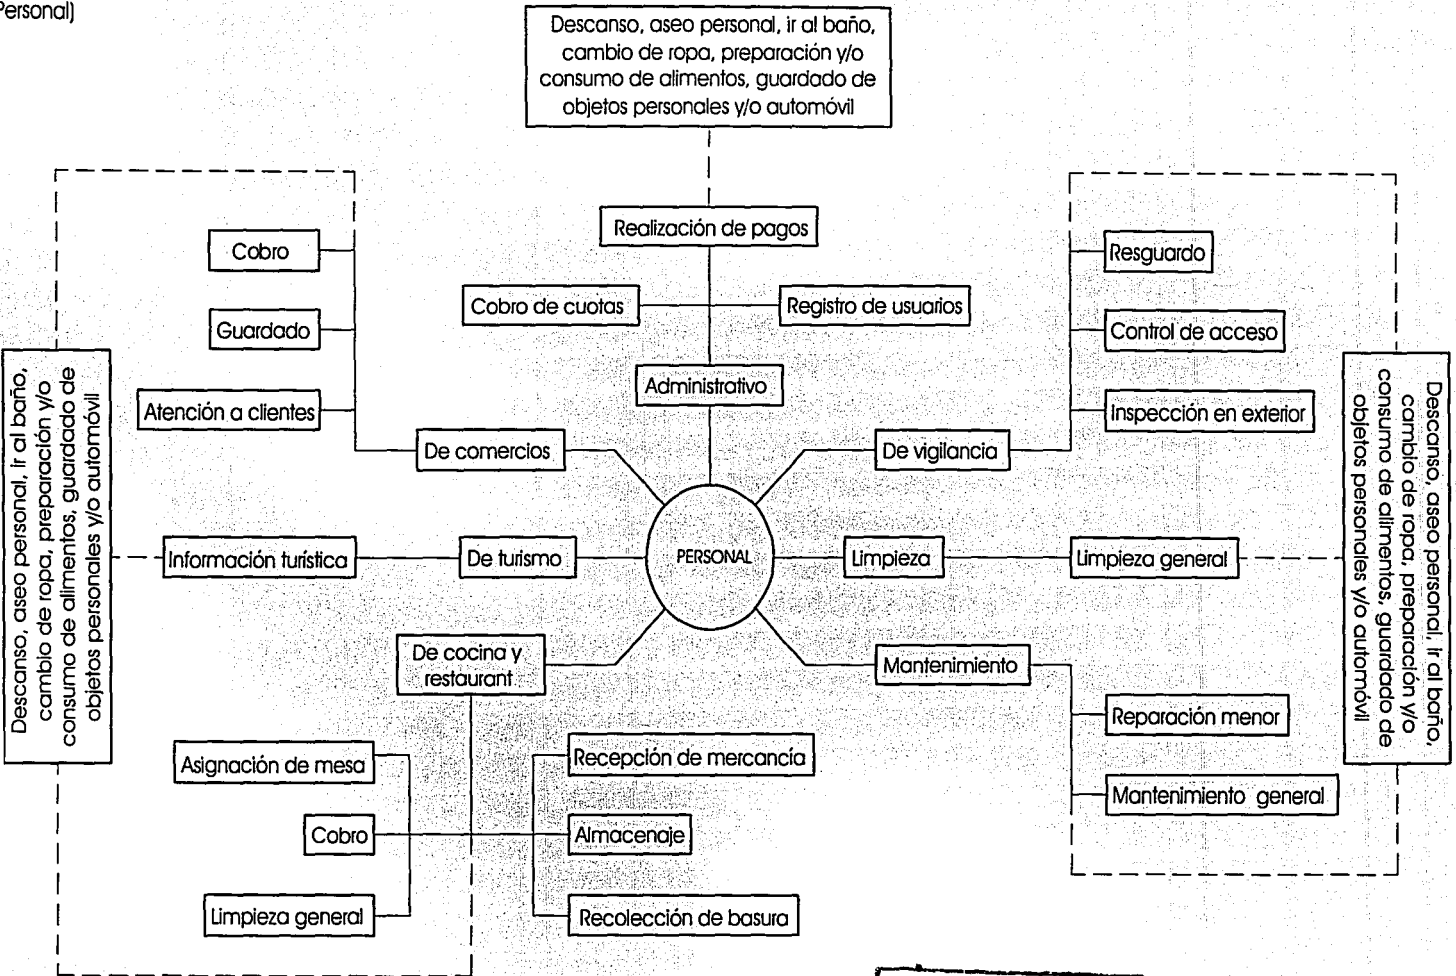 Personal)
Descanso, aseo personal, ir al baño,
cambio de ropa, preparación y/o
consumo de alimentos, guardado de
objetos personales y/o automóvil
Realización de pagos
Cobro de cuotas
Registro de usuarios
Administrativo
Cobro
Guardado
Atención a clientes
De comercios
Resguardo
Control de acceso
Inspección en exterior
De vigilancia
Descanso, aseo personal, ir al baño,
cambio de ropa, preparación y/o
consumo de alimentos, guardado de
objetos personales y/o automóvil
Información turística
De turismo
PERSONAL
Limpieza
Limpieza general
Descanso, aseo personal, ir al baño,
cambio de ropa, preparación y/o
consumo de alimentos, guardado de
objetos personales y/o automóvil
De cocina y
restaurant
Mantenimiento
Reparación menor
Mantenimiento general
Asignación de mesa
Cobro
Limpieza general
Recepción de mercancía
Almacenaje
Recolección de basura